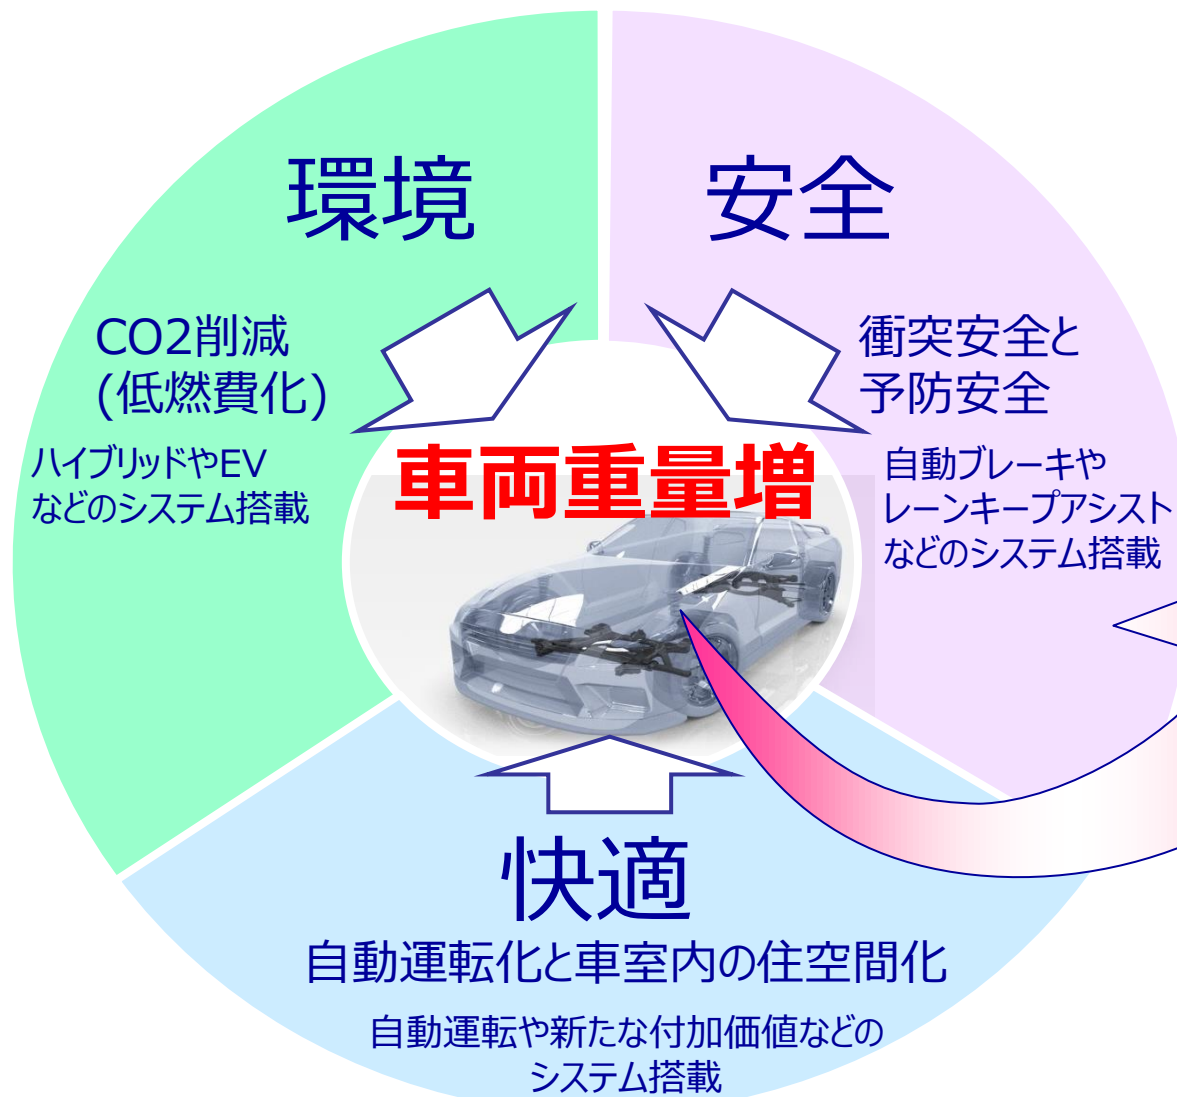 環境
CO2削減
(低燃費化)
ハイブリッドやEV
などのシステム搭載
安全
衝突安全と
予防安全
自動ブレーキや
レーンキープアシスト
などのシステム搭載
車両重量増
快適
自動運転化と車室内の住空間化
自動運転や新たな付加価値などの
システム搭載